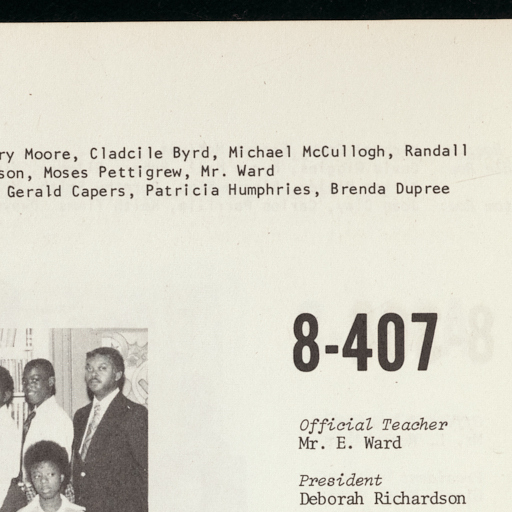 ry Moore, Cladcile Byrd, Michael McCullogh, Randall
son, Moses Pettigrew, Mr. Ward
Gerald Capers, Patricia Humphries, Brenda Dupree
8-407
Official Teacher
Mr. E. Ward
President
Deborah Richardson